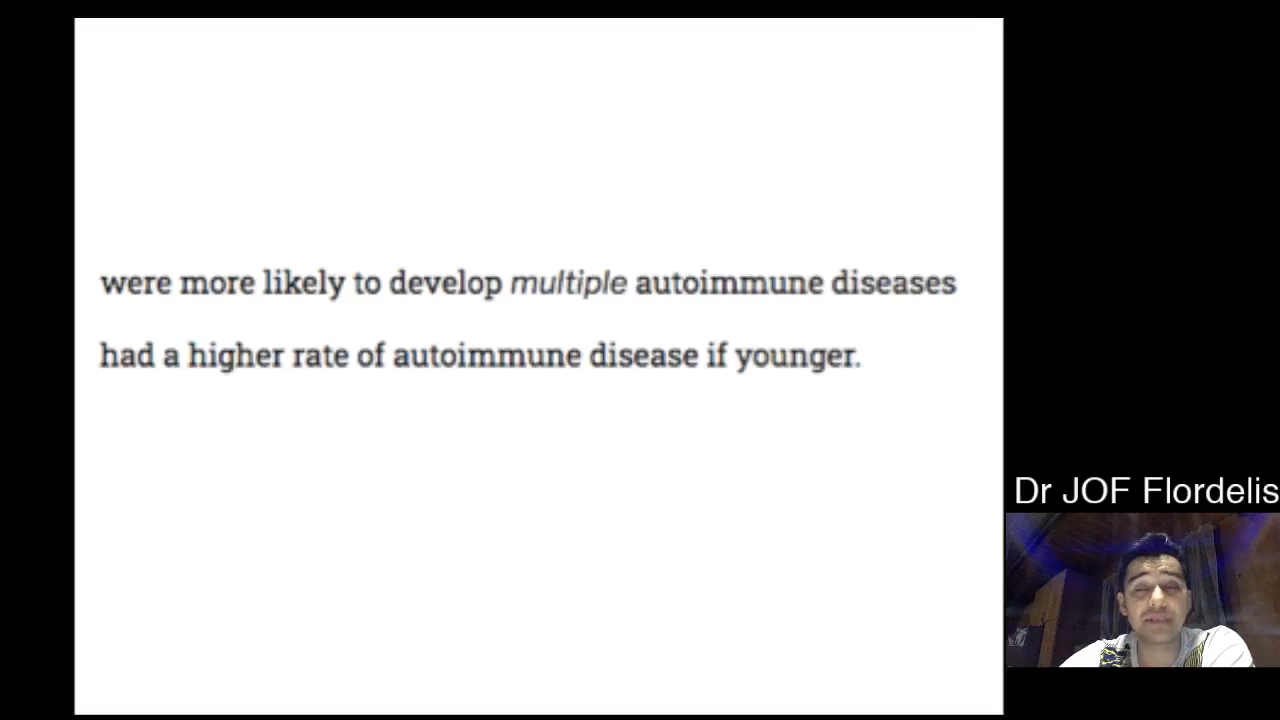 were more likely to develop multiple autoimmune diseases
had a higher rate of autoimmune disease if younger.
Dr JOF Flordelis